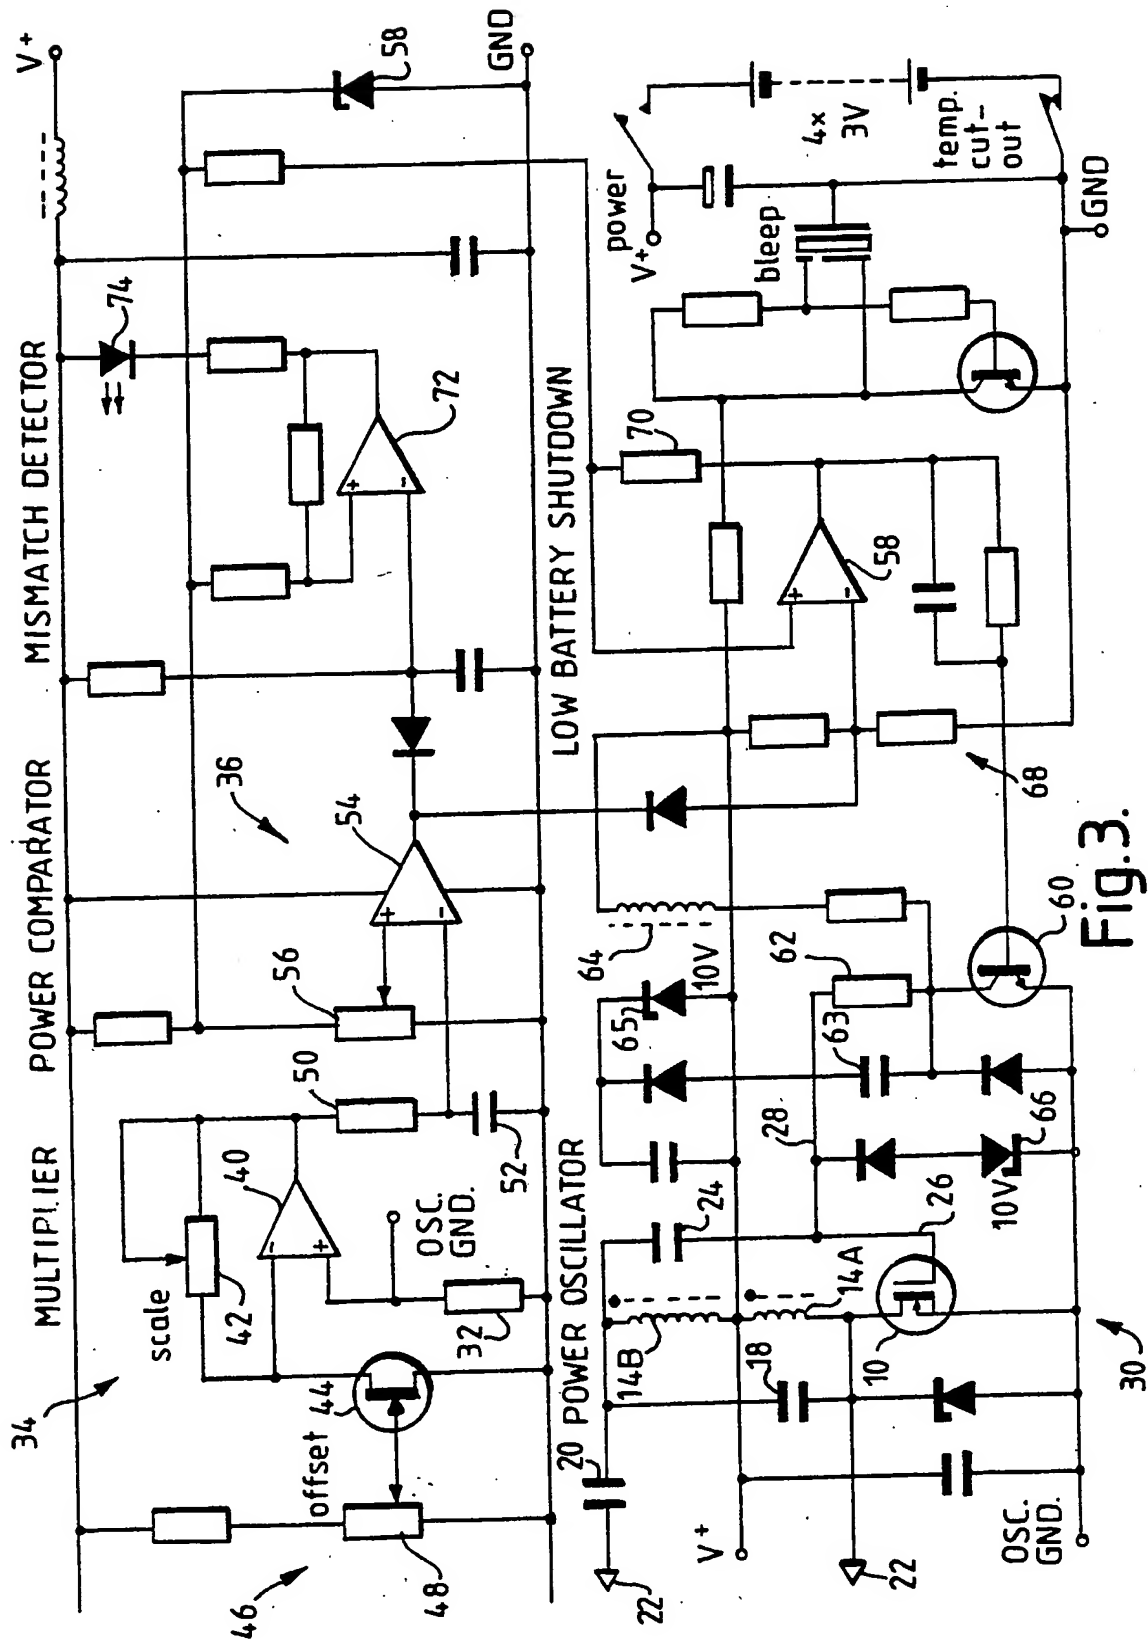 MULTIPLIER
POWER COMPARATOR
MISMATCH DETECTOR
V+
34
scale
42
40
50
56
54
36
74
72
58
GND
46
48
offset
44
32
OSC.
GND.
52
POWER OSCILLATOR
LOW BATTERY SHUTDOWN
22
20
14B
18
14A
24
28
65
64
10V
63
62
70
58
bleep
power
V+
4x
3V
temp.
cut-
out
GND
V+
22
OSC.
GND.
10
26
10V
66
60
68
30
Fig.3.